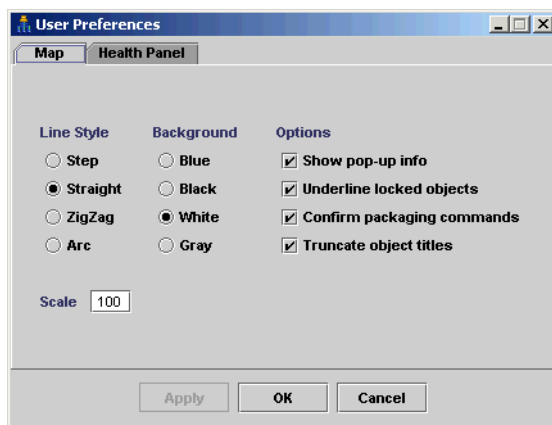 User Preferences
Map Health Panel
Line Style Background Options
Step Blue Show pop-up info
Straight Black Underline locked objects
ZigZag White Confirm packaging commands
Arc Gray Truncate object titles
Scale 100
Apply OK Cancel